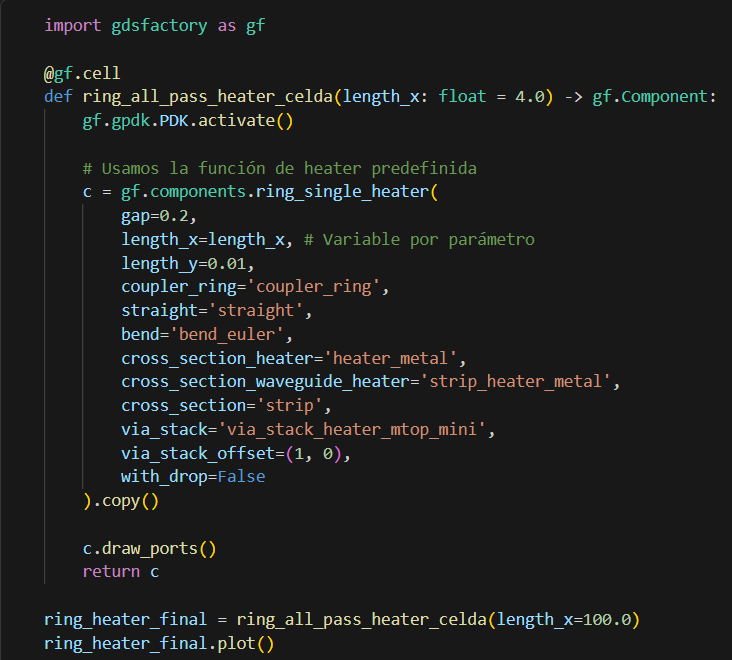 import gdsfactory as gf

@gf.cell
def ring_all_pass_heater_celda(length_x: float = 4.0) -> gf.Component:
    gf.gpdk.PDK.activate()

    # Usamos la función de heater predefinida
    c = gf.components.ring_single_heater(
        gap=0.2,
        length_x=length_x, # Variable por parámetro
        length_y=0.01,
        coupler_ring='coupler_ring',
        straight='straight',
        bend='bend_euler',
        cross_section_heater='heater_metal',
        cross_section_waveguide_heater='strip_heater_metal',
        cross_section='strip',
        via_stack='via_stack_heater_mtop_mini',
        via_stack_offset=(1, 0),
        with_drop=False
    ).copy()

    c.draw_ports()
    return c

ring_heater_final = ring_all_pass_heater_celda(length_x=100.0)
ring_heater_final.plot()